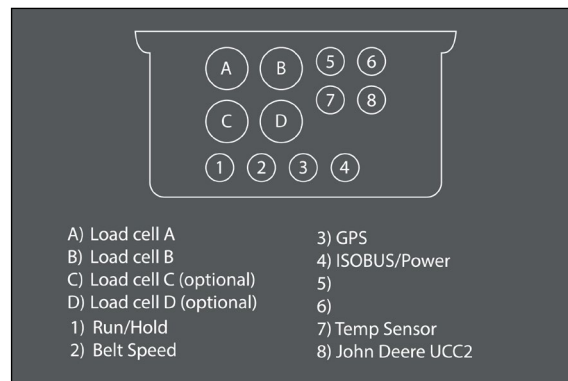 A B 5 6
C D 7 8
1 2 3 4
A) Load cell A
B) Load cell B
C) Load cell C (optional)
D) Load cell D (optional)
1) Run/Hold
2) Belt Speed
3) GPS
4) ISOBUS/Power
5)
6)
7) Temp Sensor
8) John Deere UCC2